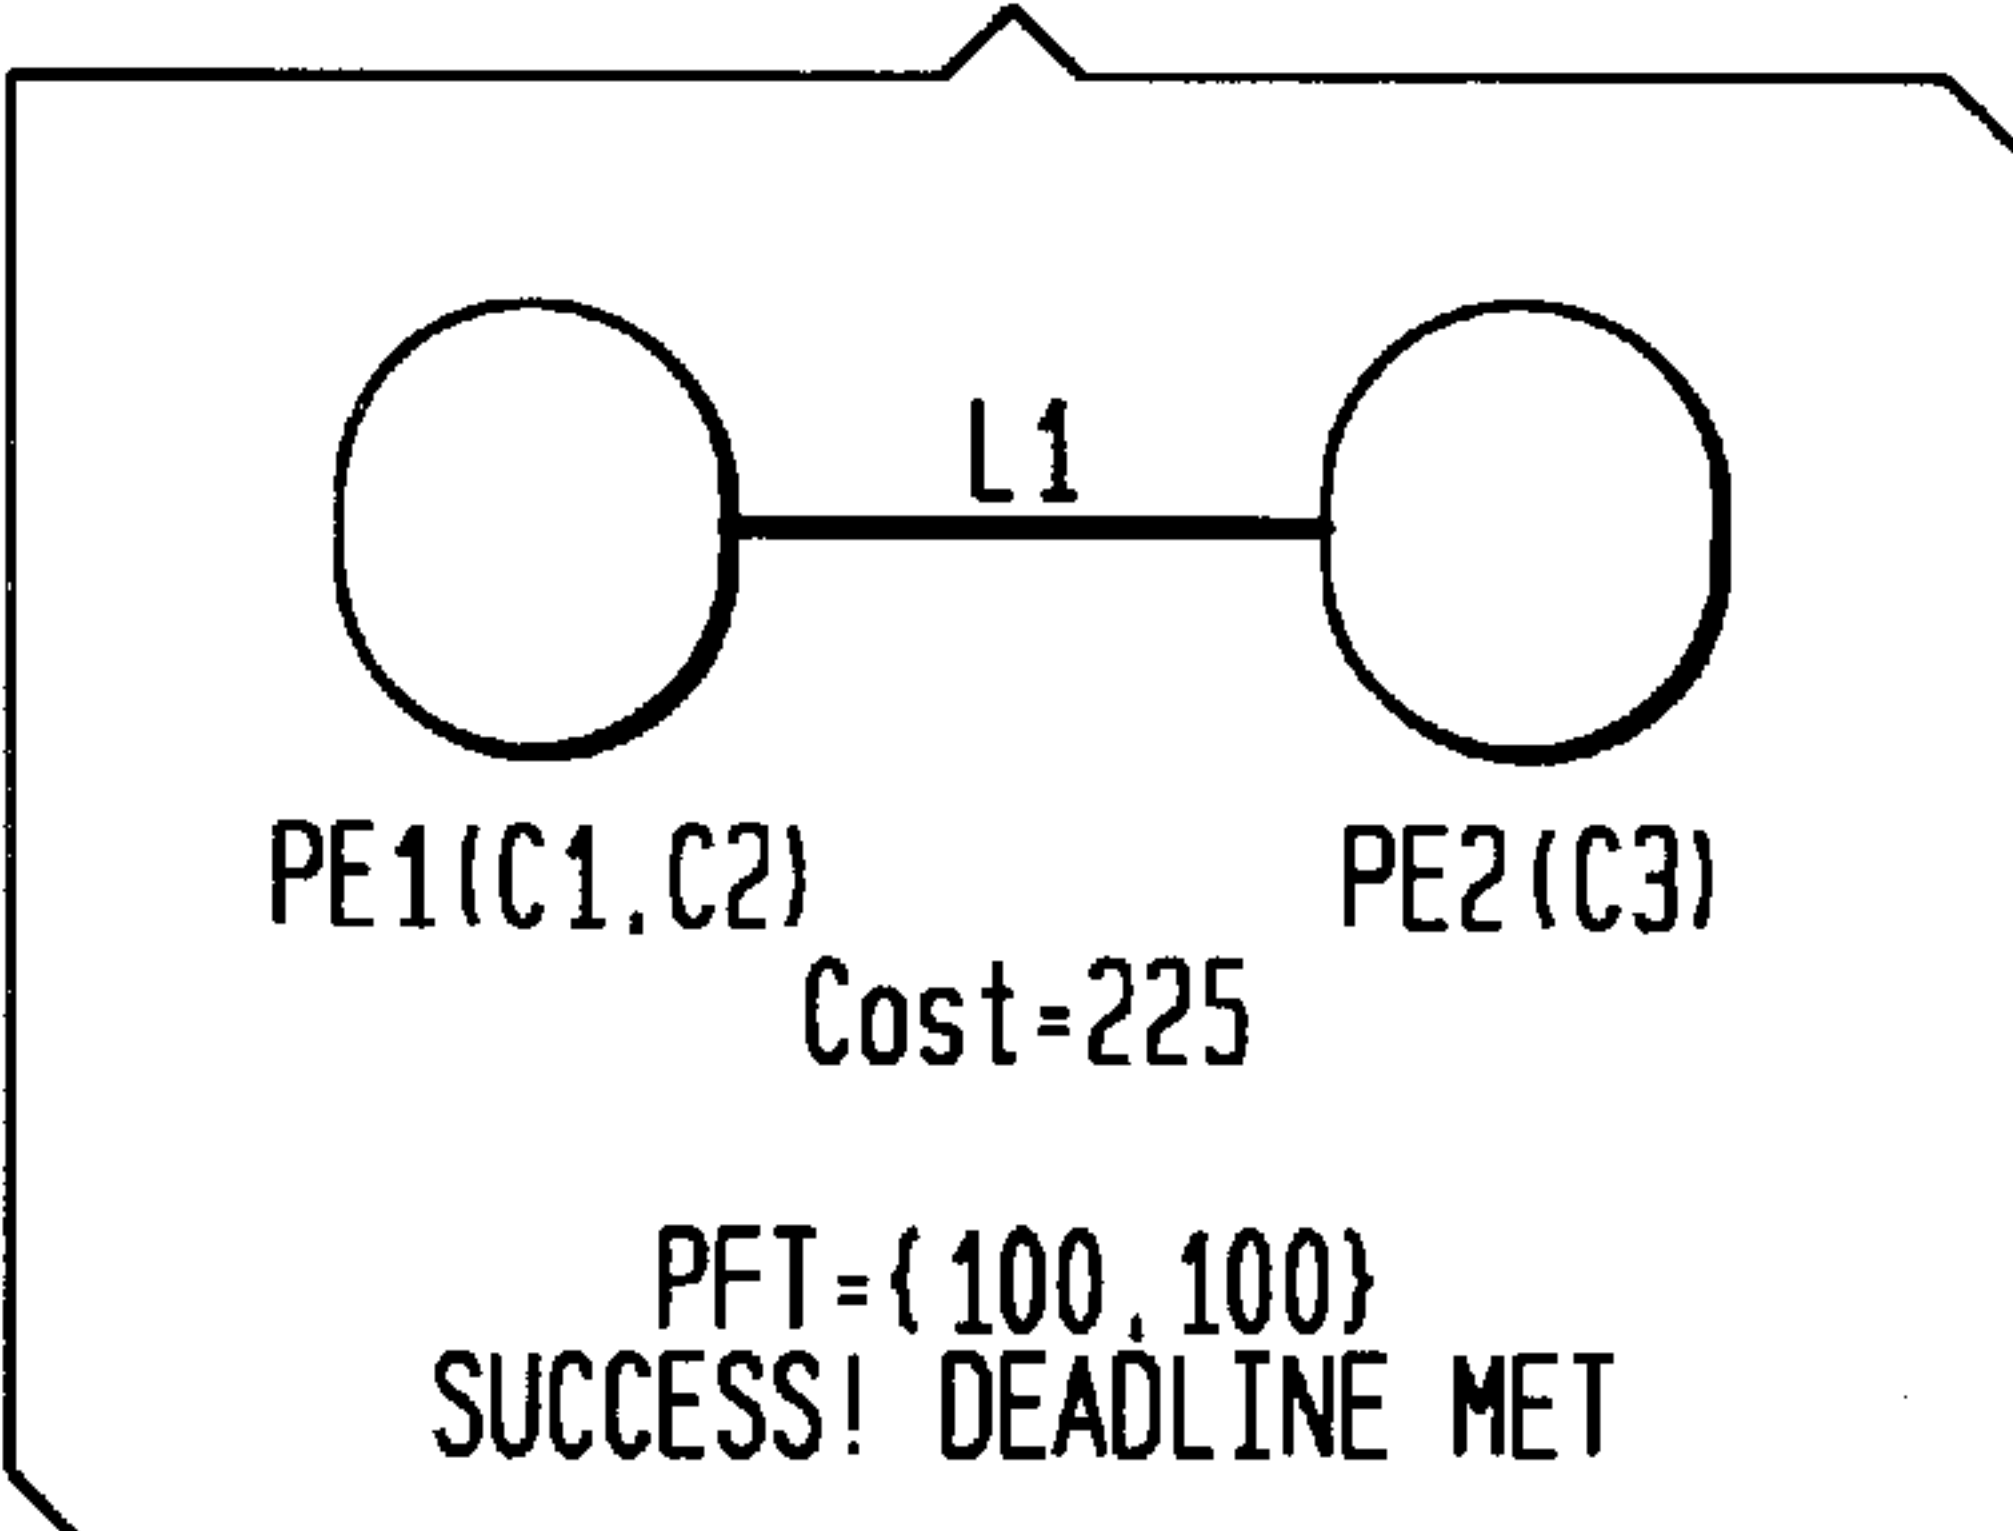 L1
PE1(C1,C2) PE2(C3)
Cost=225
PFT={100,100}
SUCCESS! DEADLINE MET